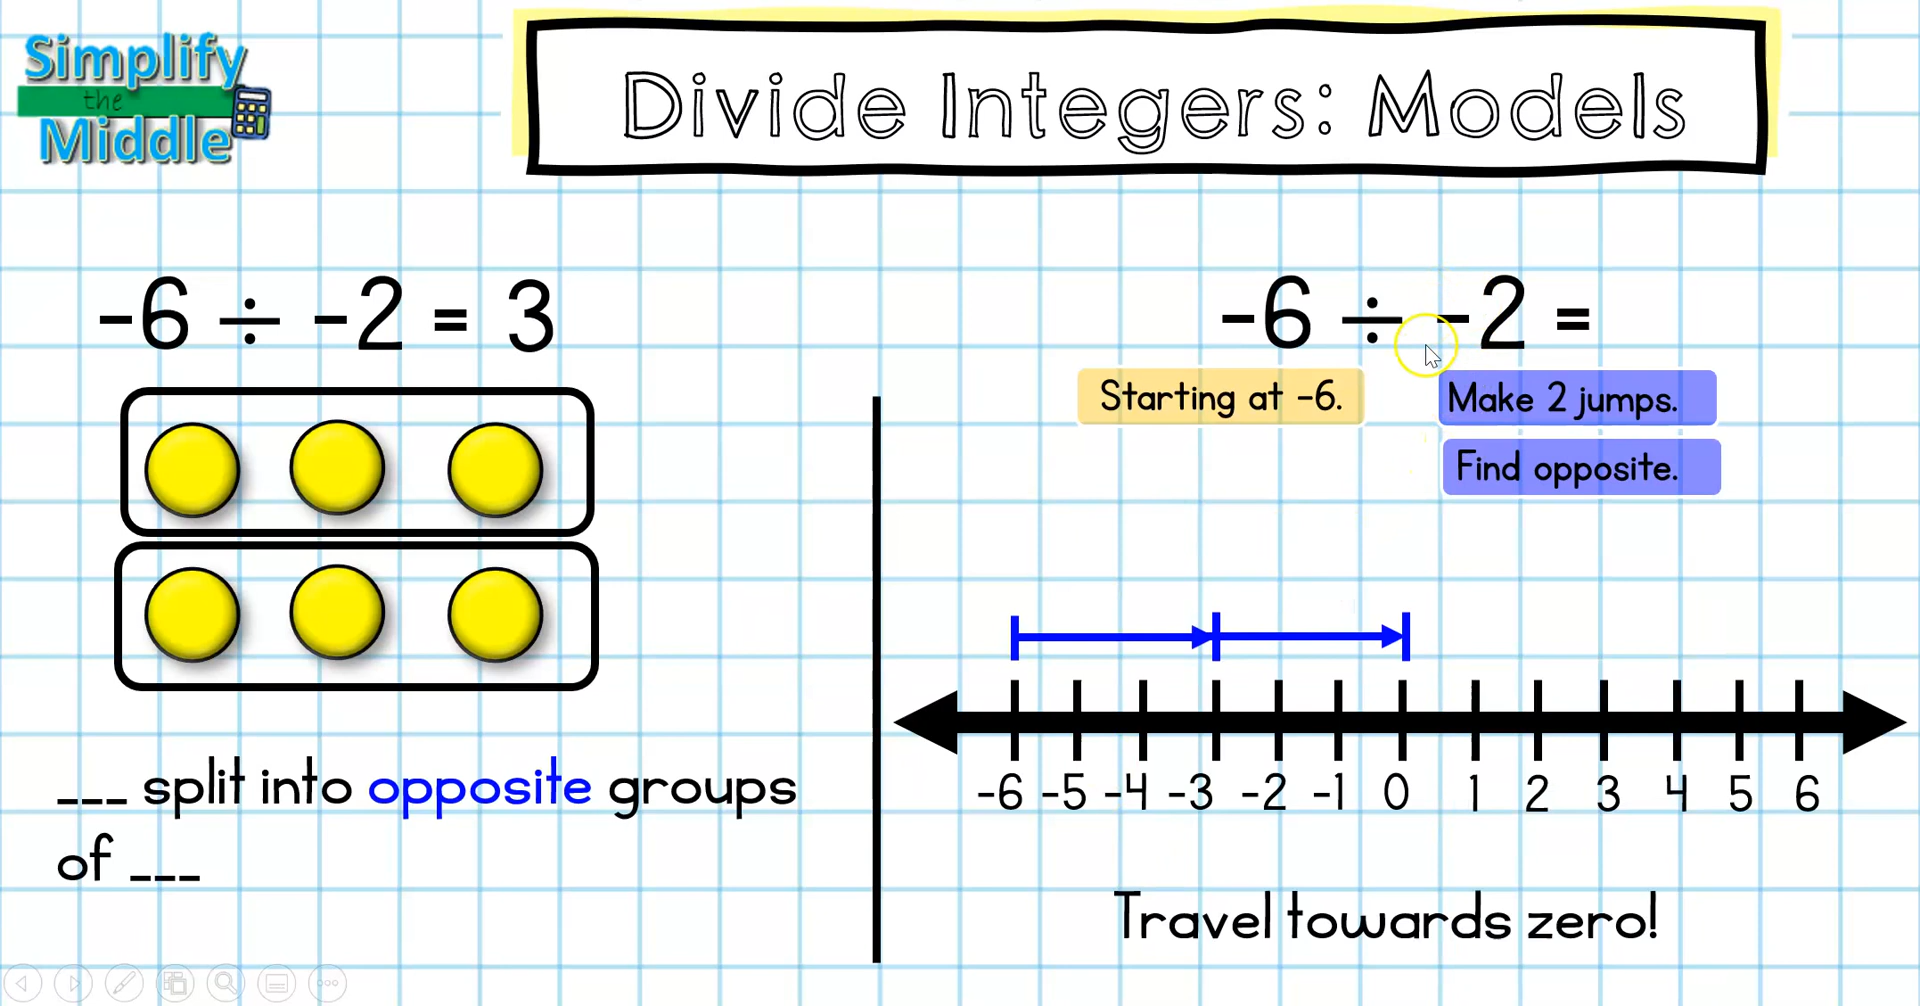 Simplify
the
Middle
Divide Integers: Models
-6 ÷ -2 = 3
___ split into opposite groups
of ___
-6 ÷ -2 =
Starting at -6.
Make 2 jumps.
Find opposite.
-6 -5 -4 -3 -2 -1 0 1 2 3 4 5 6
Travel towards zero!